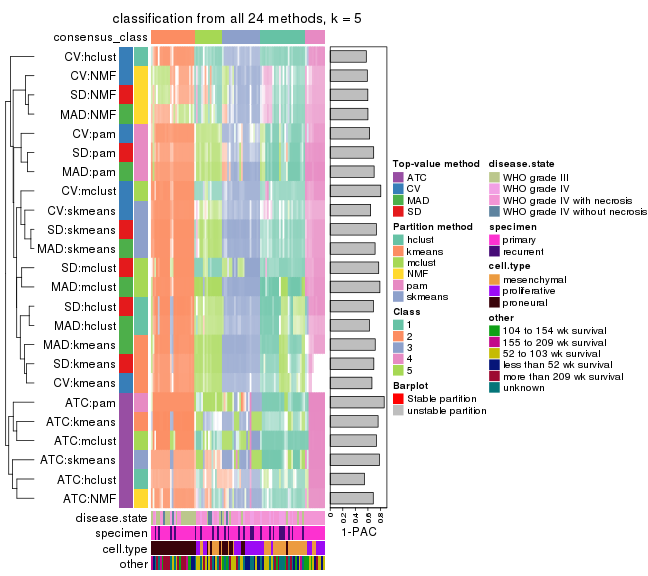 classification from all 24 methods, k = 5
consensus_class
CV:hclust
CV:NMF
SD:NMF
MAD:NMF
CV:pam
SD:pam
MAD:pam
CV:mclust
CV:skmeans
SD:skmeans
MAD:skmeans
SD:mclust
MAD:mclust
SD:hclust
MAD:hclust
MAD:kmeans
SD:kmeans
CV:kmeans
ATC:pam
ATC:kmeans
ATC:mclust
ATC:skmeans
ATC:hclust
ATC:NMF
disease.state
specimen
cell.type
other
0 0.2 0.4 0.6 0.8
1-PAC
Top-value method
ATC
CV
MAD
SD
Partition method
hclust
kmeans
mclust
NMF
pam
skmeans
Class
1
2
3
4
5
Barplot
Stable partition
unstable partition
disease.state
WHO grade III
WHO grade IV
WHO grade IV with necrosis
WHO grade IV without necrosis
specimen
primary
recurrent
cell.type
mesenchymal
proliferative
proneural
other
104 to 154 wk survival
155 to 209 wk survival
52 to 103 wk survival
less than 52 wk survival
more than 209 wk survival
unknown